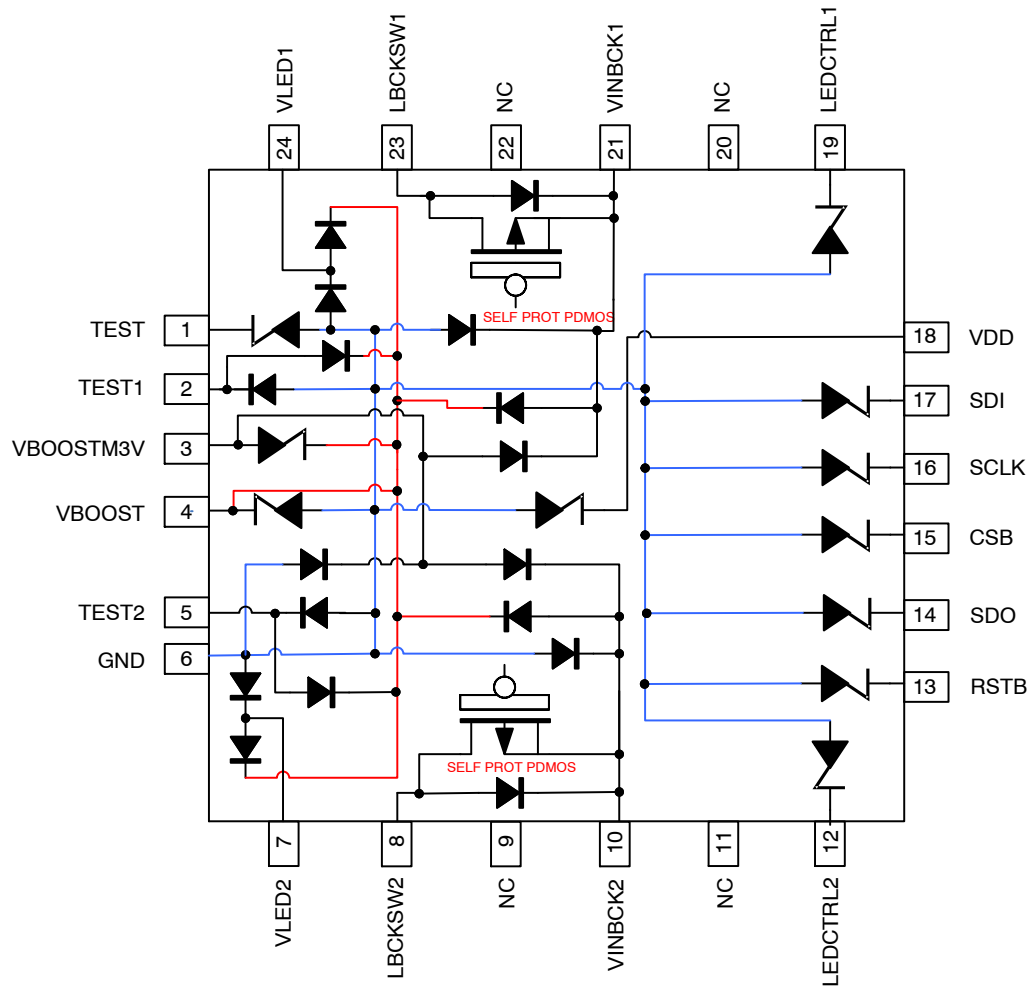 VLED1
LBCKSW1
NC
VINBCK1
NC
LEDCTRL1
24
23
22
21
20
19
SELF PROT PDMOS
TEST 1
18 VDD
TEST1 2
17 SDI
VBOOSTM3V 3
16 SCLK
VBOOST 4
15 CSB
TEST2 5
14 SDO
GND 6
13 RSTB
SELF PROT PDMOS
7
8
9
10
11
12
VLED2
LBCKSW2
NC
VINBCK2
NC
LEDCTRL2